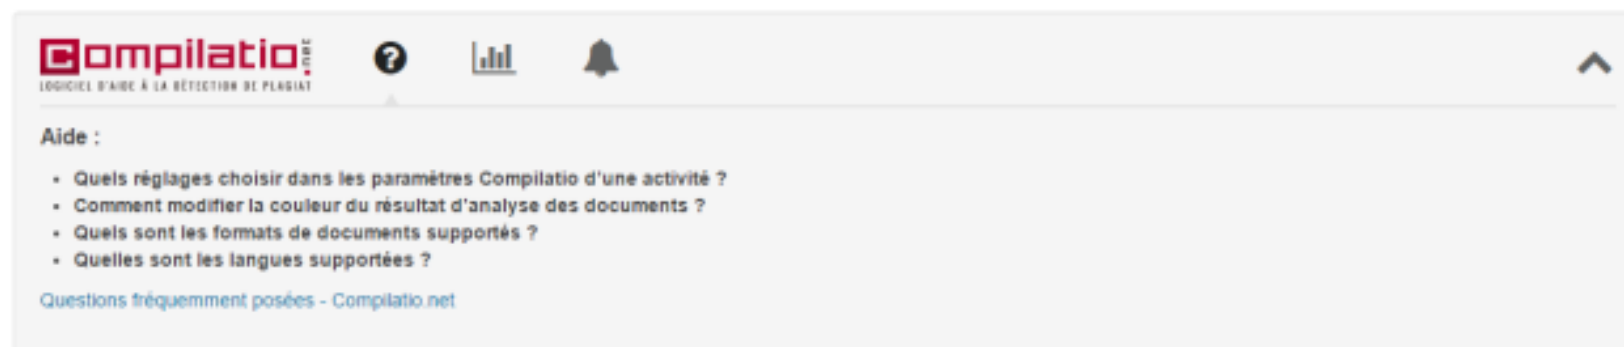 Compilatio.net
LOGICIEL D'AIDE À LA DÉTECTION DE PLAGIAT
Aide :
• Quels réglages choisir dans les paramètres Compilatio d'une activité ?
• Comment modifier la couleur du résultat d'analyse des documents ?
• Quels sont les formats de documents supportés ?
• Quelles sont les langues supportées ?
Questions fréquemment posées - Compilatio.net